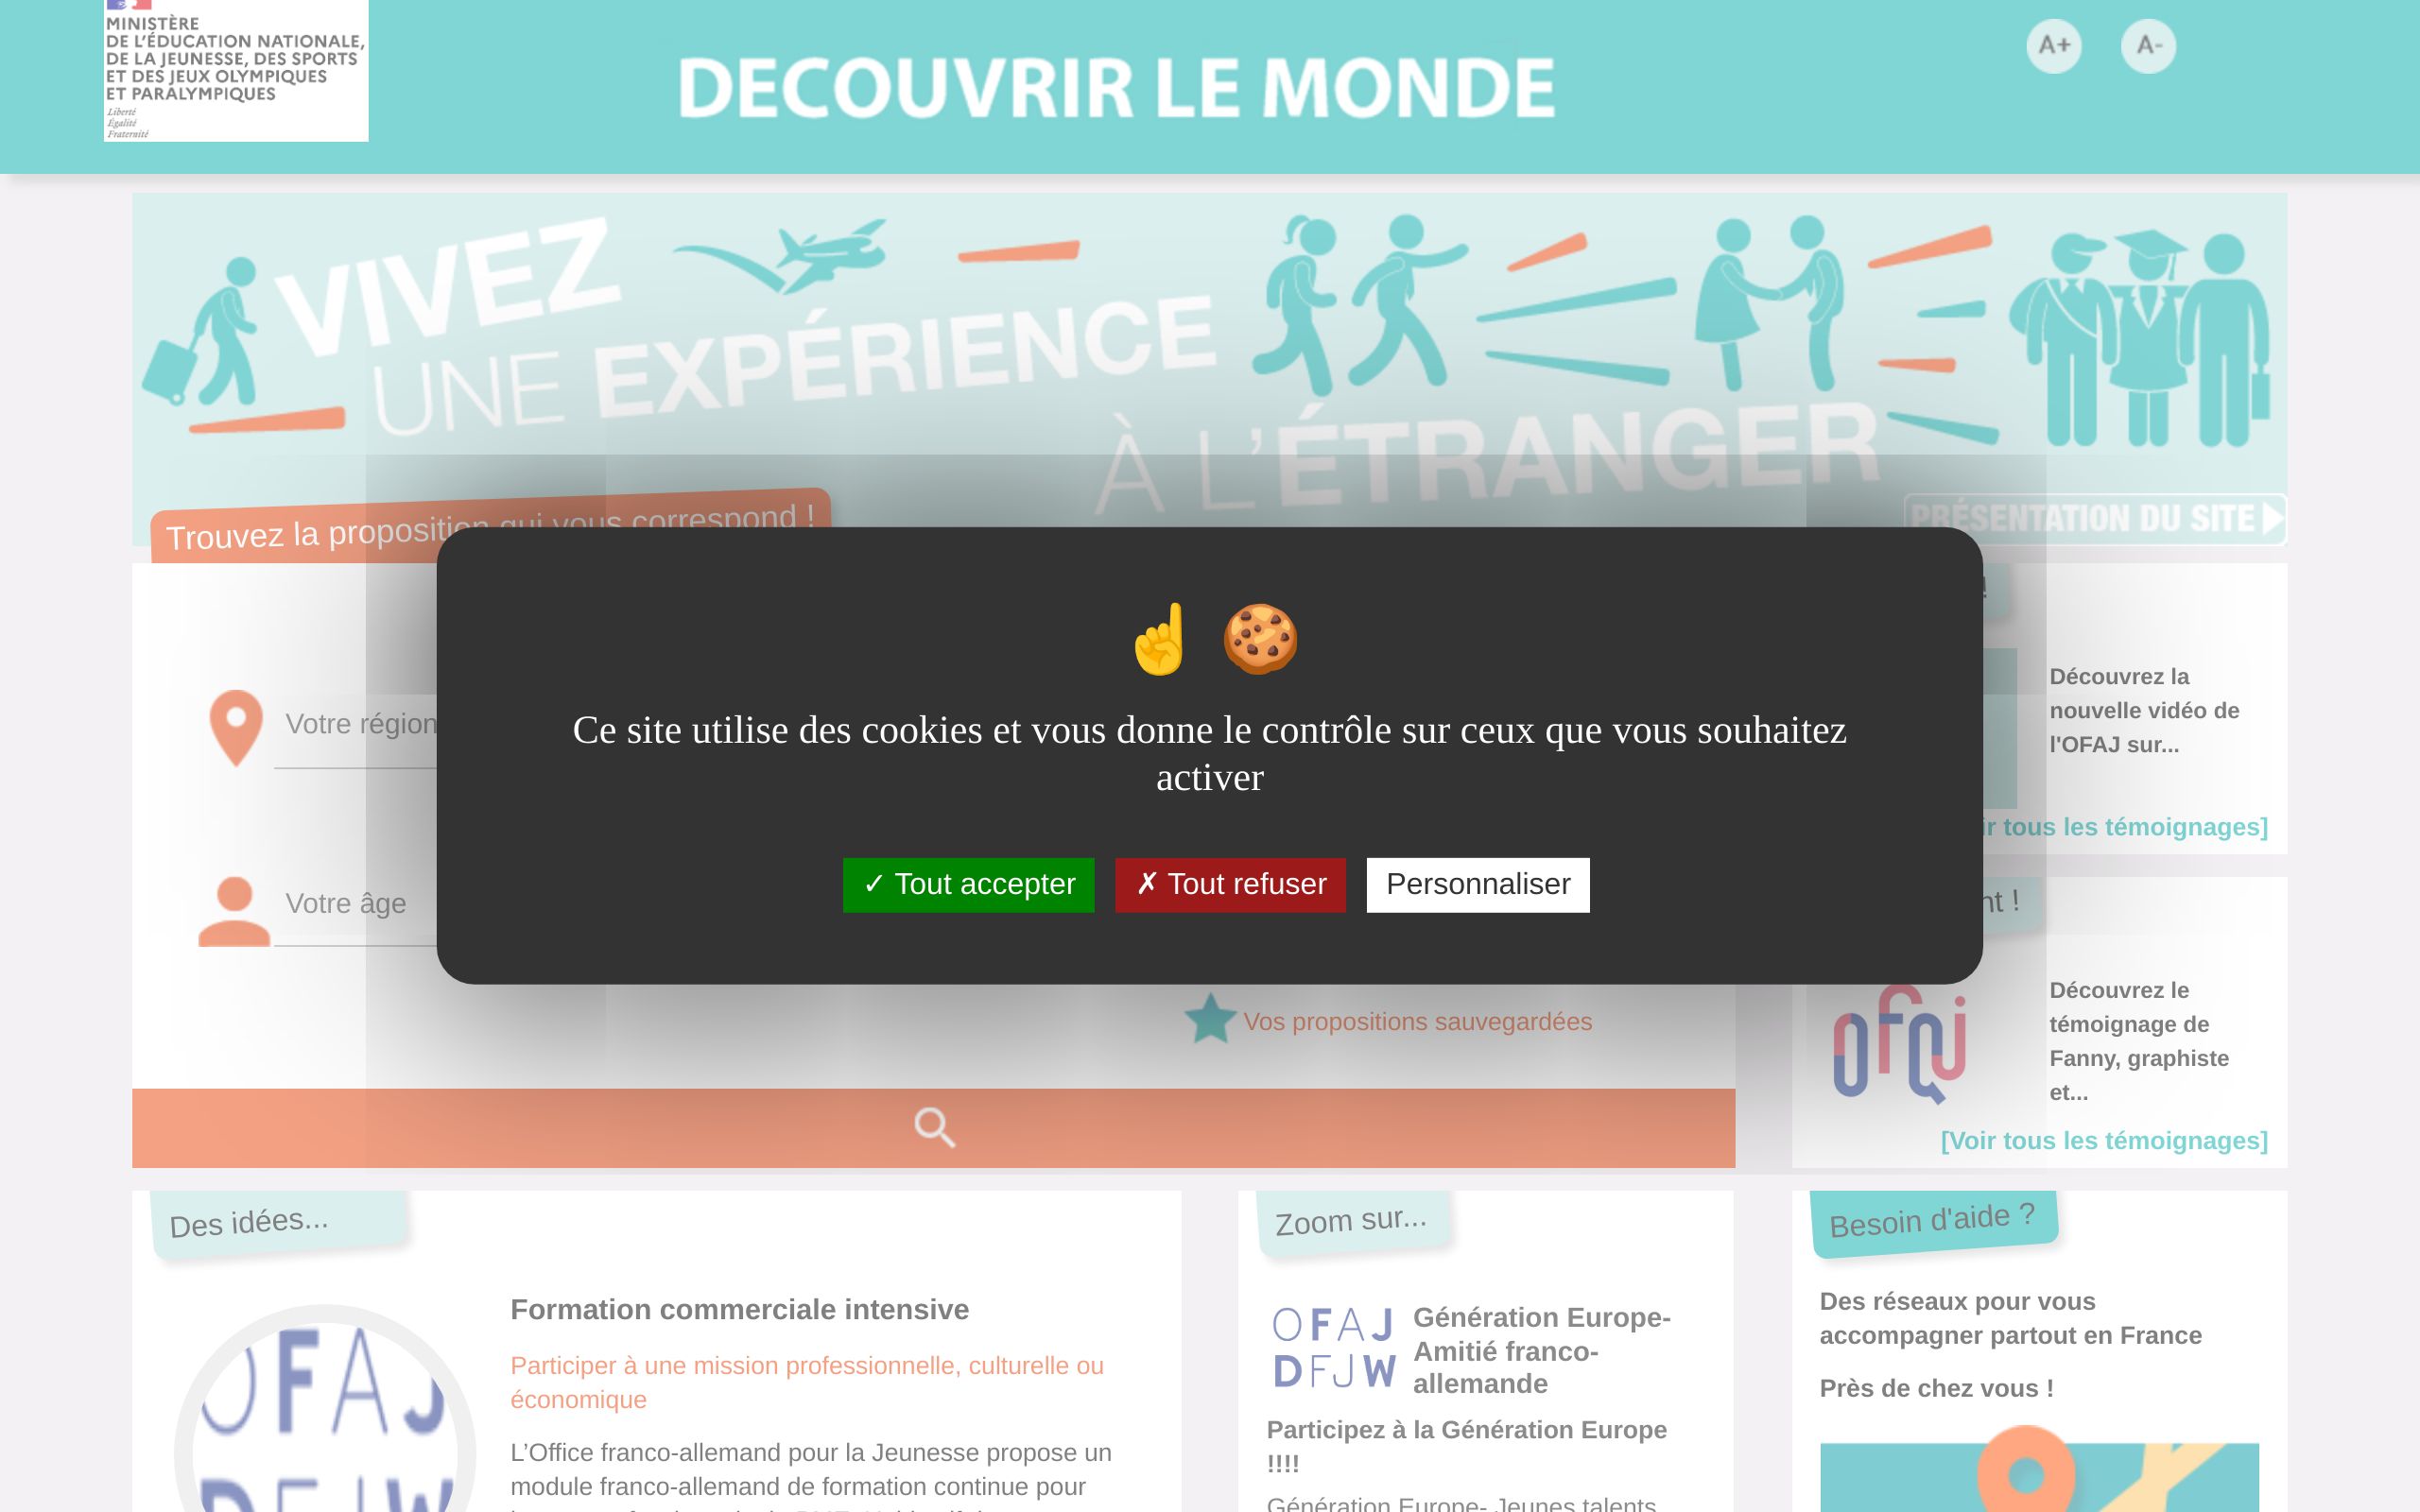 MINISTÈRE
DE L'ÉDUCATION NATIONALE,
DE LA JEUNESSE, DES SPORTS
ET DES JEUX OLYMPIQUES
ET PARALYMPIQUES
Liberté
Égalité
Fraternité
DECOUVRIR LE MONDE
A+ A-
VIVEZ
UNE EXPÉRIENCE
À L'ÉTRANGER
Trouvez la proposition qui vous correspond !
PRÉSENTATION DU SITE
☝ 🍪
Ce site utilise des cookies et vous donne le contrôle sur ceux que vous souhaitez
activer
✓ Tout accepter ✗ Tout refuser Personnaliser
Votre région
Votre âge
Vos propositions sauvegardées
!
Découvrez la
nouvelle vidéo de
l'OFAJ sur...
tous les témoignages]
!
ofaj
Découvrez le
témoignage de
Fanny, graphiste
et...
[Voir tous les témoignages]
Des idées...
OFAJ
DFJW
Formation commerciale intensive
Participer à une mission professionnelle, culturelle ou
économique
L’Office franco-allemand pour la Jeunesse propose un
module franco-allemand de formation continue pour
Zoom sur...
OFAJ
DFJW
Génération Europe-
Amitié franco-
allemande
Participez à la Génération Europe
!!!!
Génération Europe- Jeunes talents
Besoin d'aide ?
Des réseaux pour vous
accompagner partout en France
Près de chez vous !